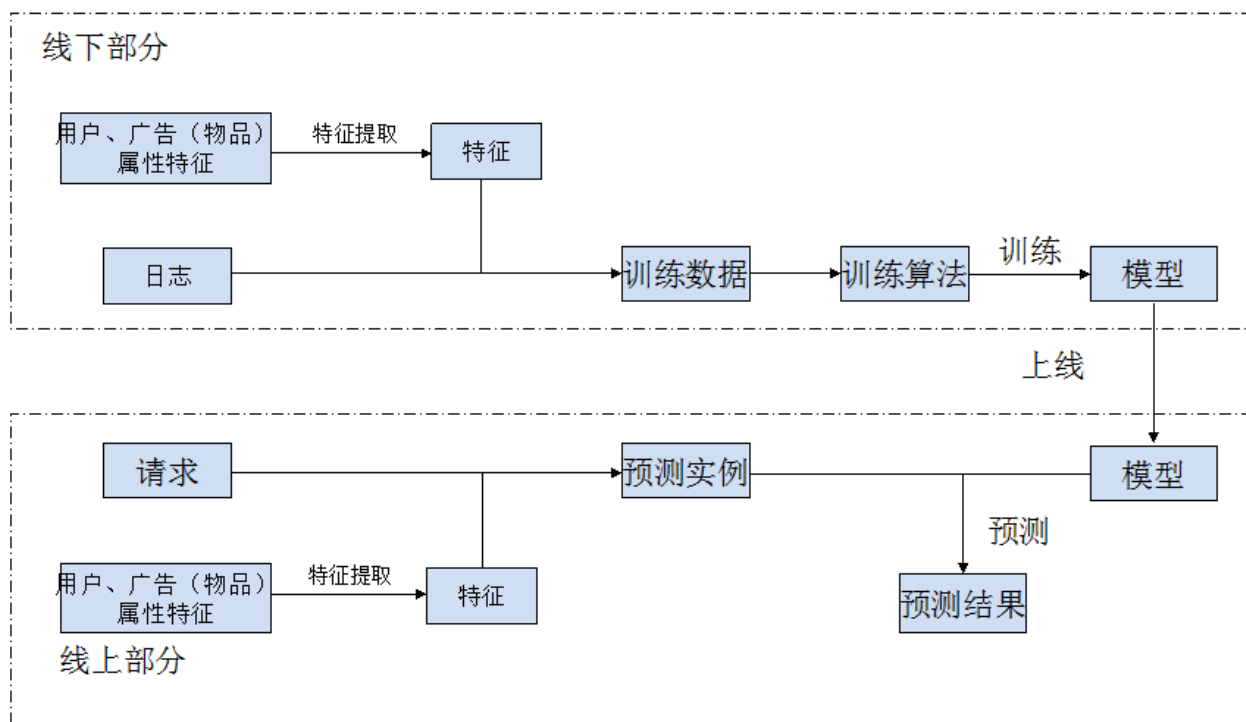 线下部分
用户、广告（物品）
属性特征
特征提取
特征
日志
训练数据
训练算法
训练
模型
上线
请求
预测实例
模型
预测
用户、广告（物品）
属性特征
特征提取
特征
预测结果
线上部分